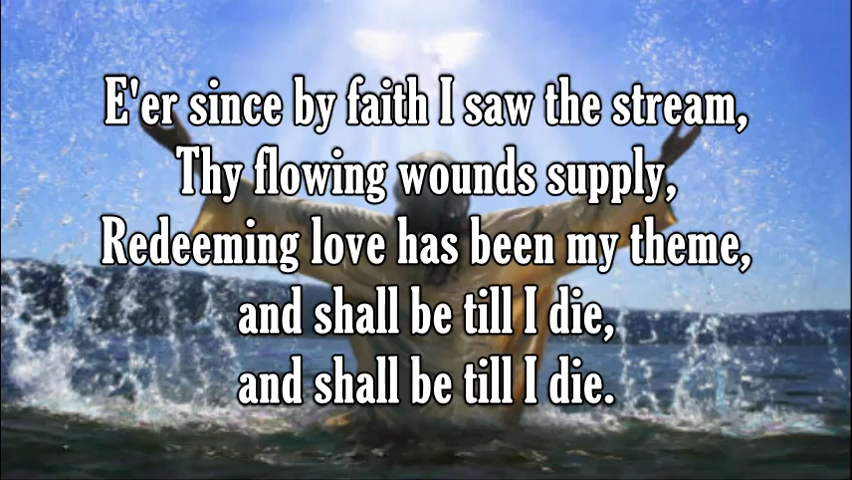 E'er since by faith I saw the stream,
Thy flowing wounds supply,
Redeeming love has been my theme,
and shall be till I die,
and shall be till I die.